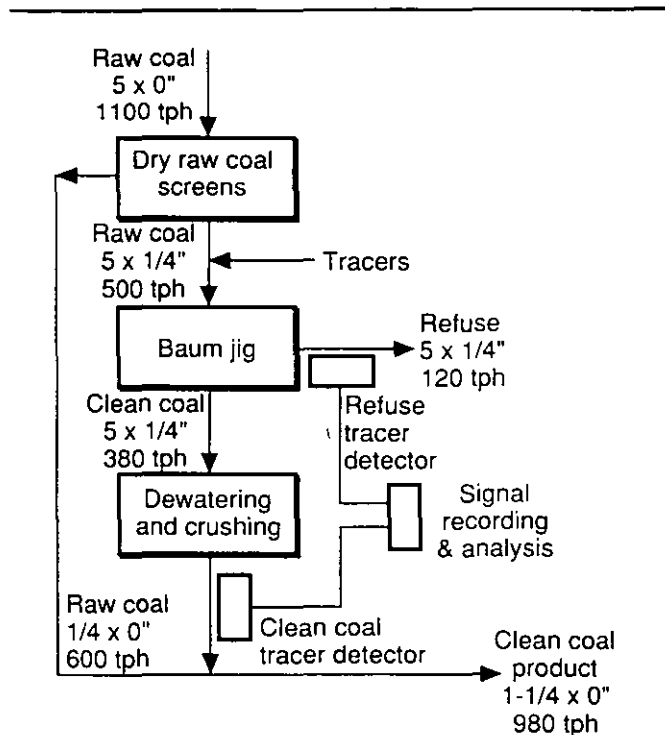 Raw coal
5 x 0"
1100 tph
Dry raw coal
screens
Raw coal
5 x 1/4"
500 tph
Tracers
Baum jig
Refuse
5 x 1/4"
120 tph
Clean coal
5 x 1/4"
380 tph
Refuse
tracer
detector
Dewatering
and crushing
Signal
recording
& analysis
Raw coal
1/4 x 0"
600 tph
Clean coal
tracer detector
Clean coal
product
1-1/4 x 0"
980 tph